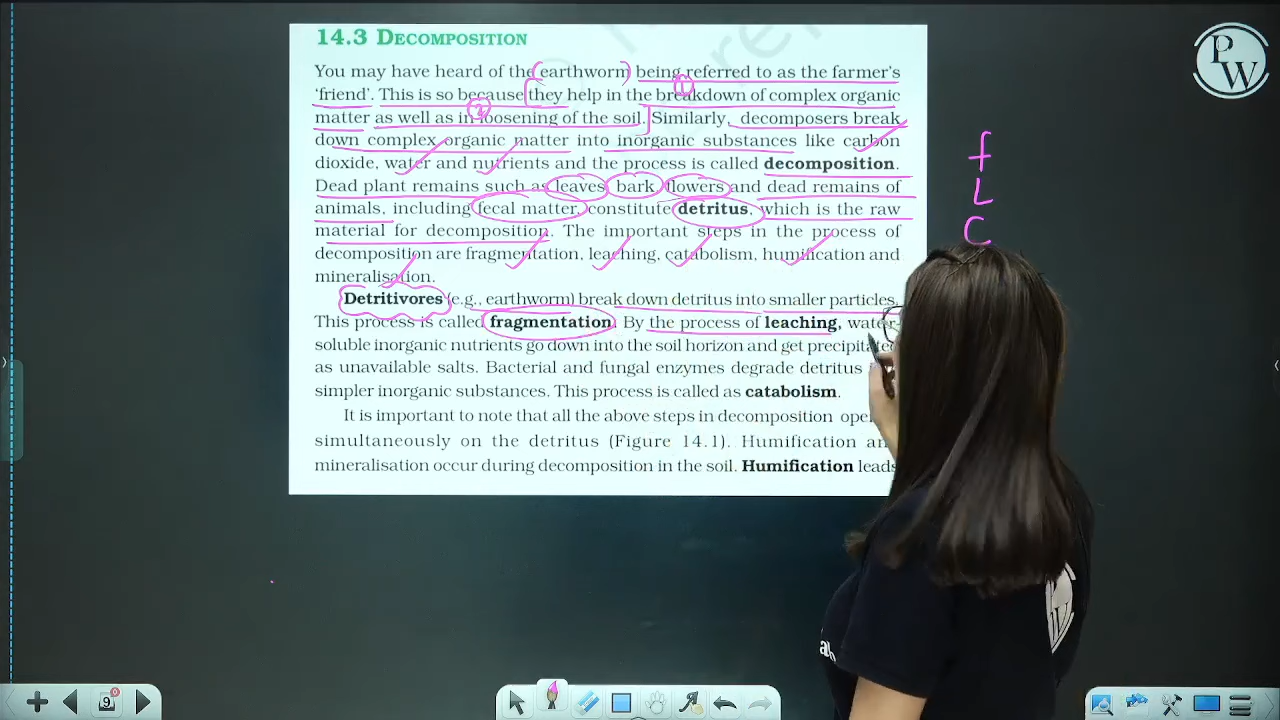 14.3 DECOMPOSITION
You may have heard of the earthworm being referred to as the farmer's
'friend'. This is so because they help in the breakdown of complex organic
matter as well as in loosening of the soil. Similarly, decomposers break
down complex organic matter into inorganic substances like carbon
dioxide, water and nutrients and the process is called decomposition.
Dead plant remains such as leaves, bark, flowers and dead remains of
animals, including fecal matter, constitute detritus, which is the raw
material for decomposition. The important steps in the process of
decomposition are fragmentation, leaching, catabolism, humification and
mineralisation.
Detritivores (e.g., earthworm) break down detritus into smaller particles.
This process is called fragmentation. By the process of leaching, water-
soluble inorganic nutrients go down into the soil horizon and get precipitated
as unavailable salts. Bacterial and fungal enzymes degrade detritus
simpler inorganic substances. This process is called as catabolism.
It is important to note that all the above steps in decomposition
simultaneously on the detritus (Figure 14.1). Humification
mineralisation occur during decomposition in the soil. Humification leads
1
2
f
L
C
PW
9
0